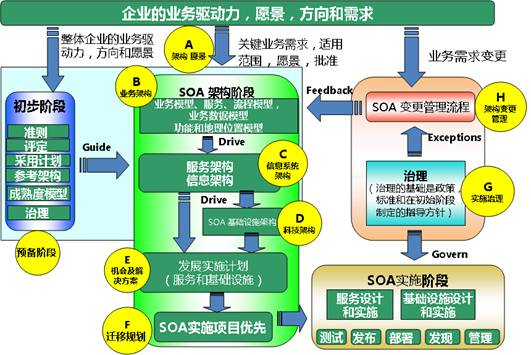 企业的业务驱动力，愿景，方向和需求
整体企业的业务驱
动力，方向和愿景
A
架构 愿景
关键业务需求，适用
范围，愿景，批准
业务需求变更
B
业务架构
SOA 架构阶段
业务模型、服务、流程模型，
业务数据模型
功能和地理位置模型
Feedback
SOA 变更管理流程
H
架构变更
管理
初步阶段
准则
评定
采用计划
参考架构
成熟度模型
治理
预备阶段
Guide
Drive
服务架构
信息架构
C
信息系统
架构
Exceptions
治理
（治理的基础是政策，
标准和在初始阶段
制定的指导方针）
G
实施治理
Drive
SOA 基础设施架构
D
科技架构
Govern
E
机会及解
决方案
发展实施计划
（服务和基础设施）
F
迁移规划
SOA实施项目优先
SOA实施阶段
服务设计
和实施
基础设施设计
和实施
测试
发布
部署
发现
管理